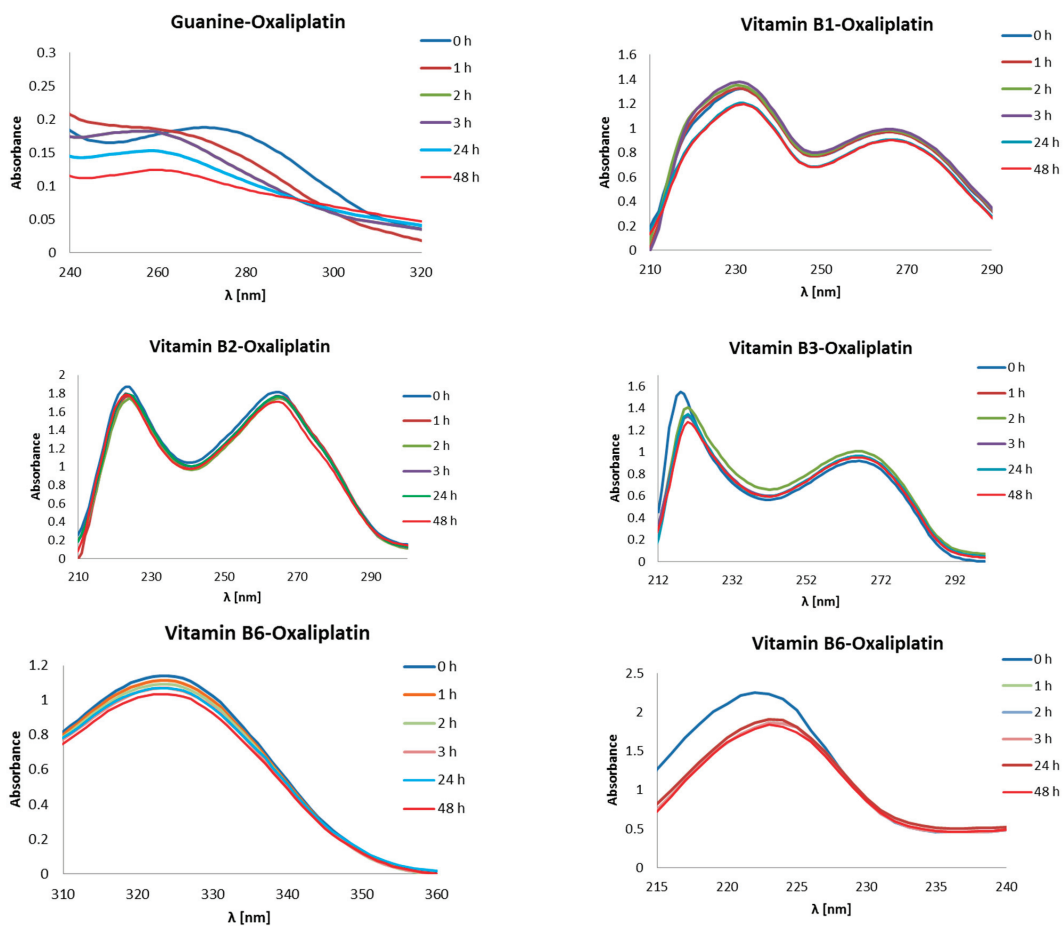 Guanine-Oxaliplatin
0 h
1 h
2 h
3 h
24 h
48 h
0.3
0.25
0.2
0.15
0.1
0.05
0
Absorbance
240 260 280 300 320
λ [nm]
Vitamin B1-Oxaliplatin
0 h
1 h
2 h
3 h
24 h
48 h
1.6
1.4
1.2
1
0.8
0.6
0.4
0.2
0
Absorbance
210 230 250 270 290
λ [nm]
Vitamin B2-Oxaliplatin
0 h
1 h
2 h
3 h
24 h
48 h
2
1.8
1.6
1.4
1.2
1
0.8
0.6
0.4
0.2
0
Absorbance
210 230 250 270 290
λ [nm]
Vitamin B3-Oxaliplatin
0 h
1 h
2 h
3 h
24 h
48 h
1.6
1.4
1.2
1
0.8
0.6
0.4
0.2
0
Absorbance
212 232 252 272 292
λ [nm]
Vitamin B6-Oxaliplatin
0 h
1 h
2 h
3 h
24 h
48 h
1.2
1
0.8
0.6
0.4
0.2
0
Absorbance
310 320 330 340 350 360
λ [nm]
Vitamin B6-Oxaliplatin
0 h
1 h
2 h
3 h
24 h
48 h
2.5
2
1.5
1
0.5
0
Absorbance
215 220 225 230 235 240
λ [nm]